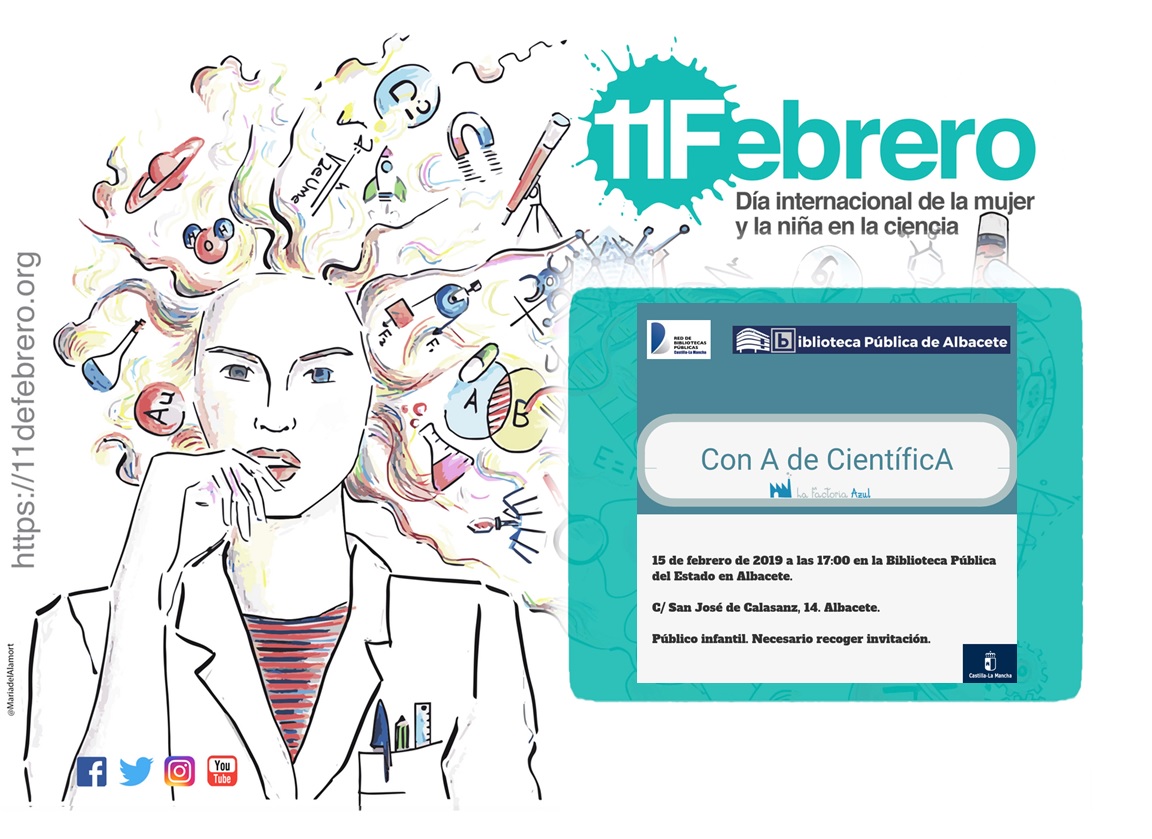 11Febrero
Día internacional de la mujer
y la niña en la ciencia
https://11defebrero.org
@MariadelAlamort
Au
A
B
RED DE
BIBLIOTECAS
PÚBLICAS
Castilla-La Mancha
biblioteca Pública de Albacete
Con A de CientíficA
La Factoría Azul
15 de febrero de 2019 a las 17:00 en la Biblioteca Pública
del Estado en Albacete.
C/ San José de Calasanz, 14. Albacete.
Público infantil. Necesario recoger invitación.
Castilla-La Mancha
You
Tube